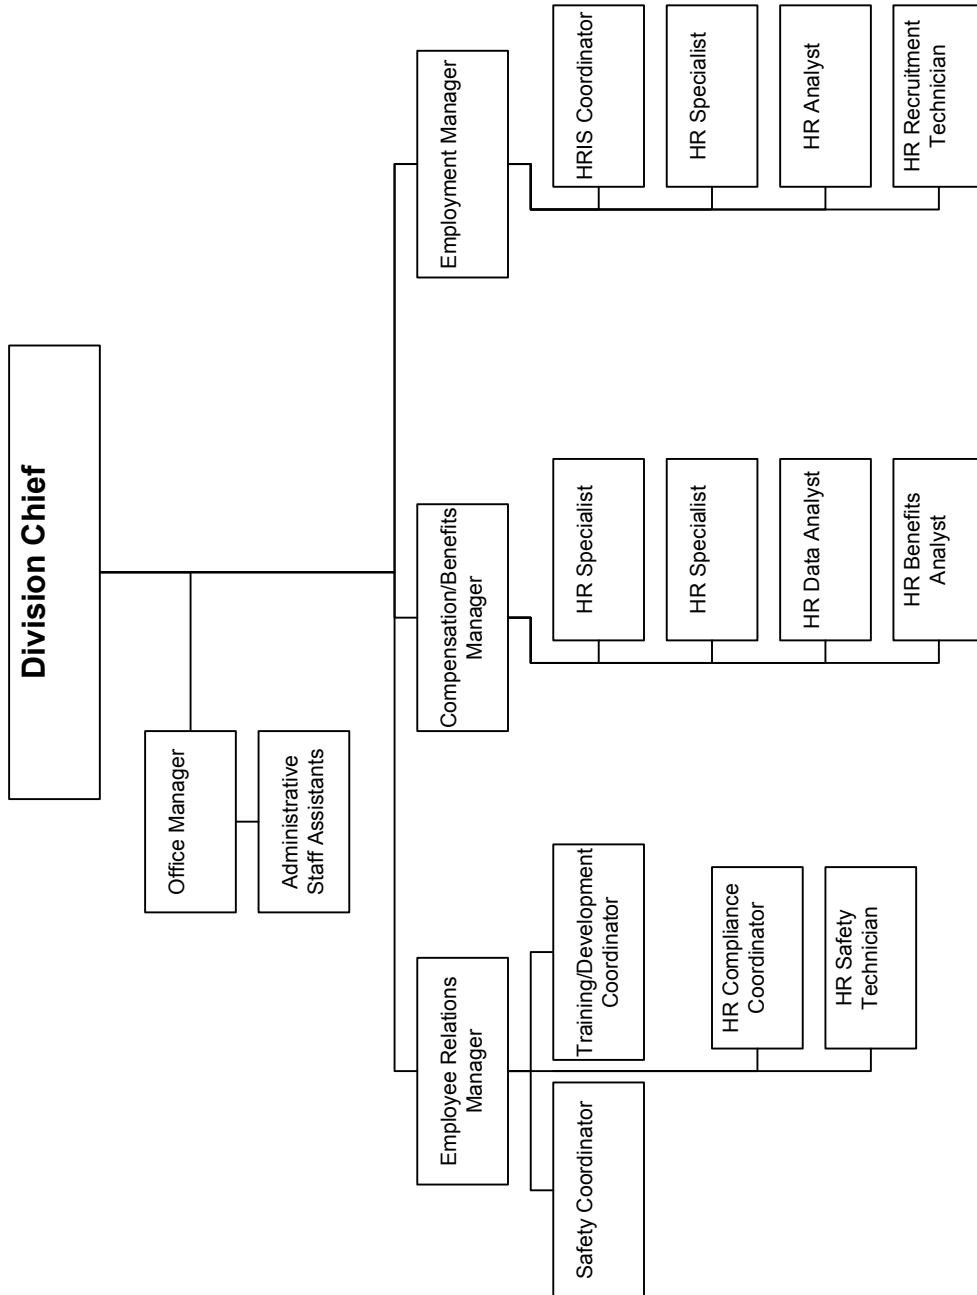 Division Chief
Office Manager
Administrative
Staff Assistants
Employee Relations
Manager
Compensation/Benefits
Manager
Employment Manager
Safety Coordinator
Training/Development
Coordinator
HR Compliance
Coordinator
HR Safety
Technician
HR Specialist
HR Specialist
HR Data Analyst
HR Benefits
Analyst
HRIS Coordinator
HR Specialist
HR Analyst
HR Recruitment
Technician